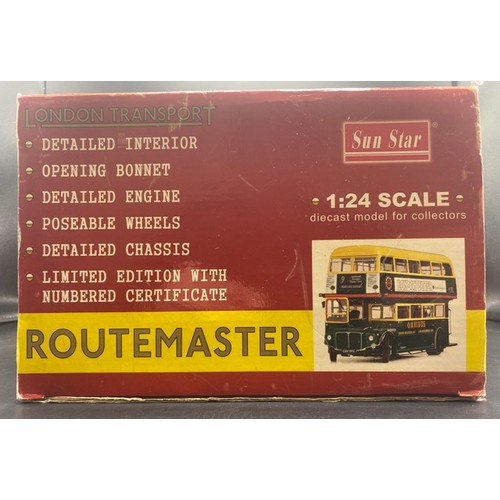 LONDON TRANSPORT
DETAILED INTERIOR
OPENING BONNET
DETAILED ENGINE
POSEABLE WHEELS
DETAILED CHASSIS
LIMITED EDITION WITH
NUMBERED CERTIFICATE
ROUTEMASTER
Sun Star®
1:24 SCALE
diecast model for collectors